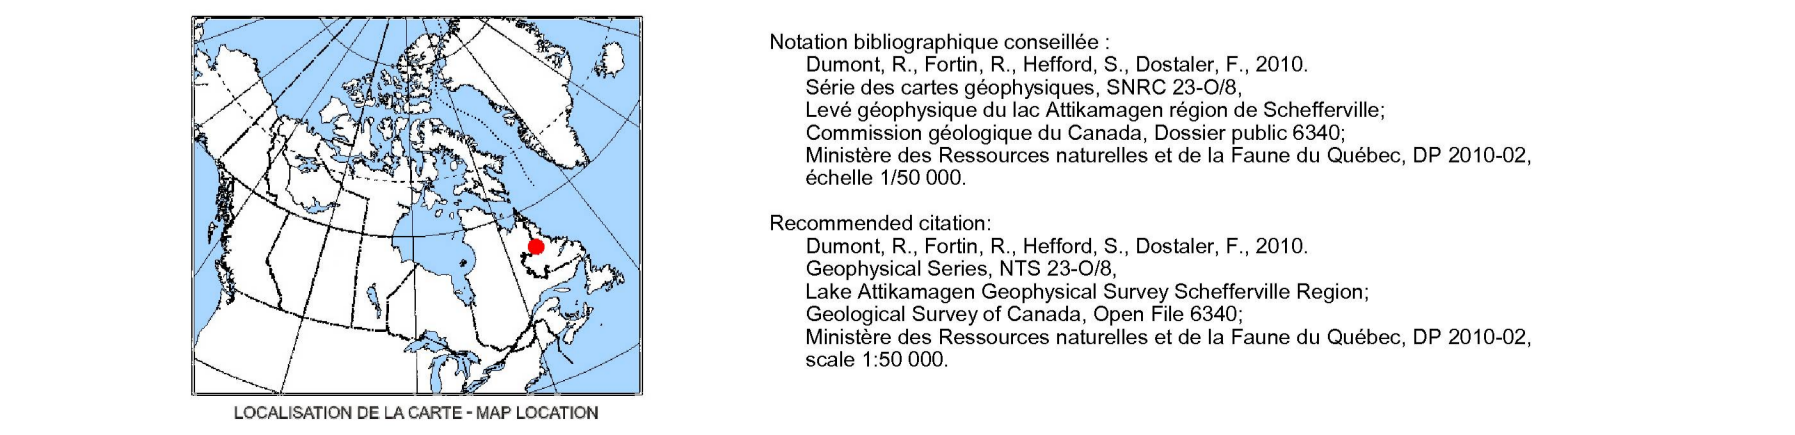 LOCALISATION DE LA CARTE - MAP LOCATION
Notation bibliographique conseillée :
Dumont, R., Fortin, R., Hefford, S., Dostaler, F., 2010.
Série des cartes géophysiques, SNRC 23-O/8,
Levé géophysique du lac Attikamagen région de Schefferville;
Commission géologique du Canada, Dossier public 6340;
Ministère des Ressources naturelles et de la Faune du Québec, DP 2010-02,
échelle 1/50 000.
Recommended citation:
Dumont, R., Fortin, R., Hefford, S., Dostaler, F., 2010.
Geophysical Series, NTS 23-O/8,
Lake Attikamagen Geophysical Survey Schefferville Region;
Geological Survey of Canada, Open File 6340;
Ministère des Ressources naturelles et de la Faune du Québec, DP 2010-02,
scale 1:50 000.